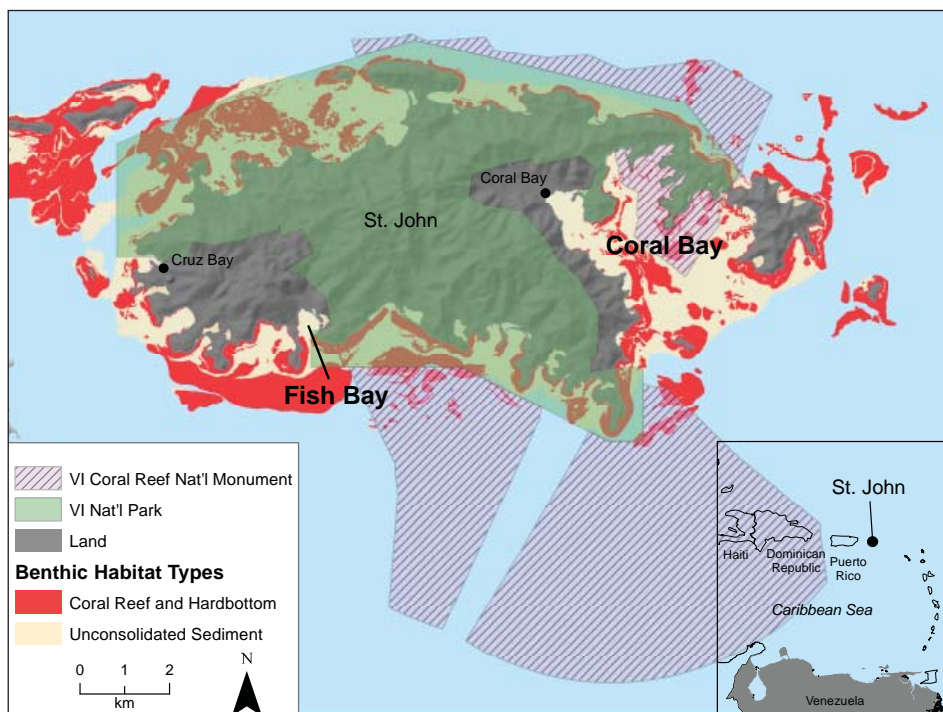 Coral Bay
St. John
Coral Bay
Cruz Bay
Fish Bay
VI Coral Reef Nat'l Monument
VI Nat'l Park
Land
Benthic Habitat Types
Coral Reef and Hardbottom
Unconsolidated Sediment
0 1 2
km
N
St. John
Haiti
Dominican
Republic
Puerto
Rico
Caribbean Sea
Venezuela